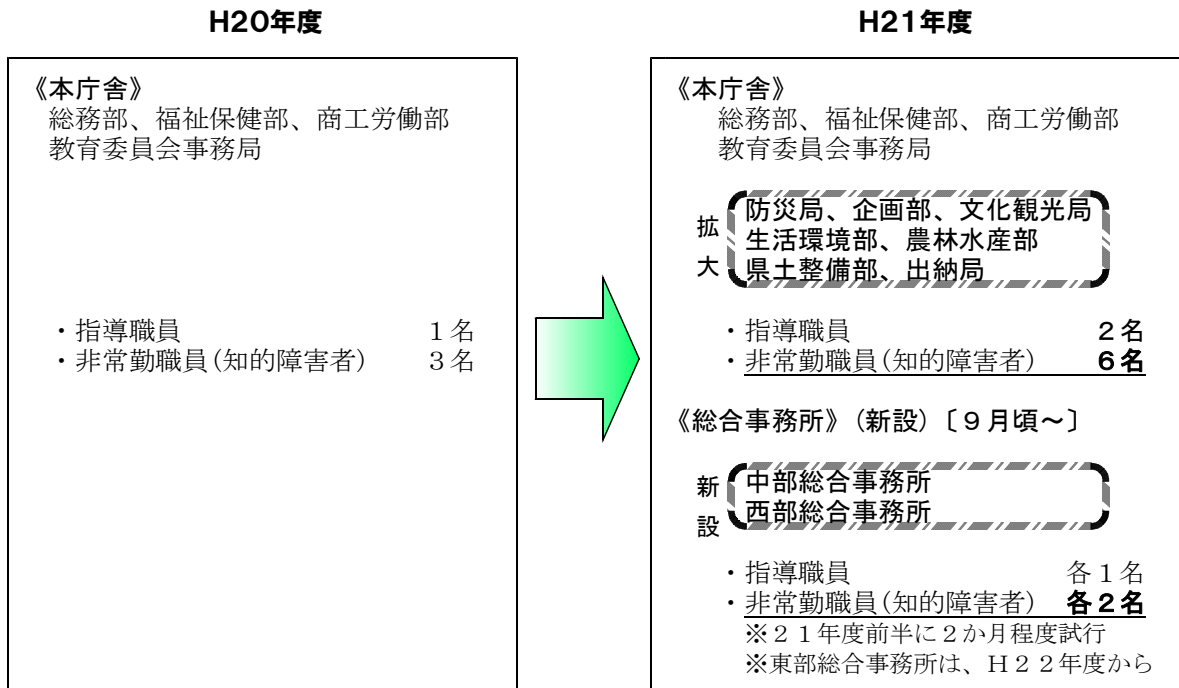 H20年度
《本庁舎》
総務部、福祉保健部、商工労働部
教育委員会事務局
・指導職員 1名
・非常勤職員(知的障害者) 3名
H21年度
《本庁舎》
総務部、福祉保健部、商工労働部
教育委員会事務局
拡大
防災局、企画部、文化観光局
生活環境部、農林水産部
県土整備部、出納局
・指導職員 2名
・非常勤職員(知的障害者) 6名
《総合事務所》(新設)〔9月頃~〕
新設
中部総合事務所
西部総合事務所
・指導職員 各1名
・非常勤職員(知的障害者) 各2名
※21年度前半に2か月程度試行
※東部総合事務所は、H22年度から